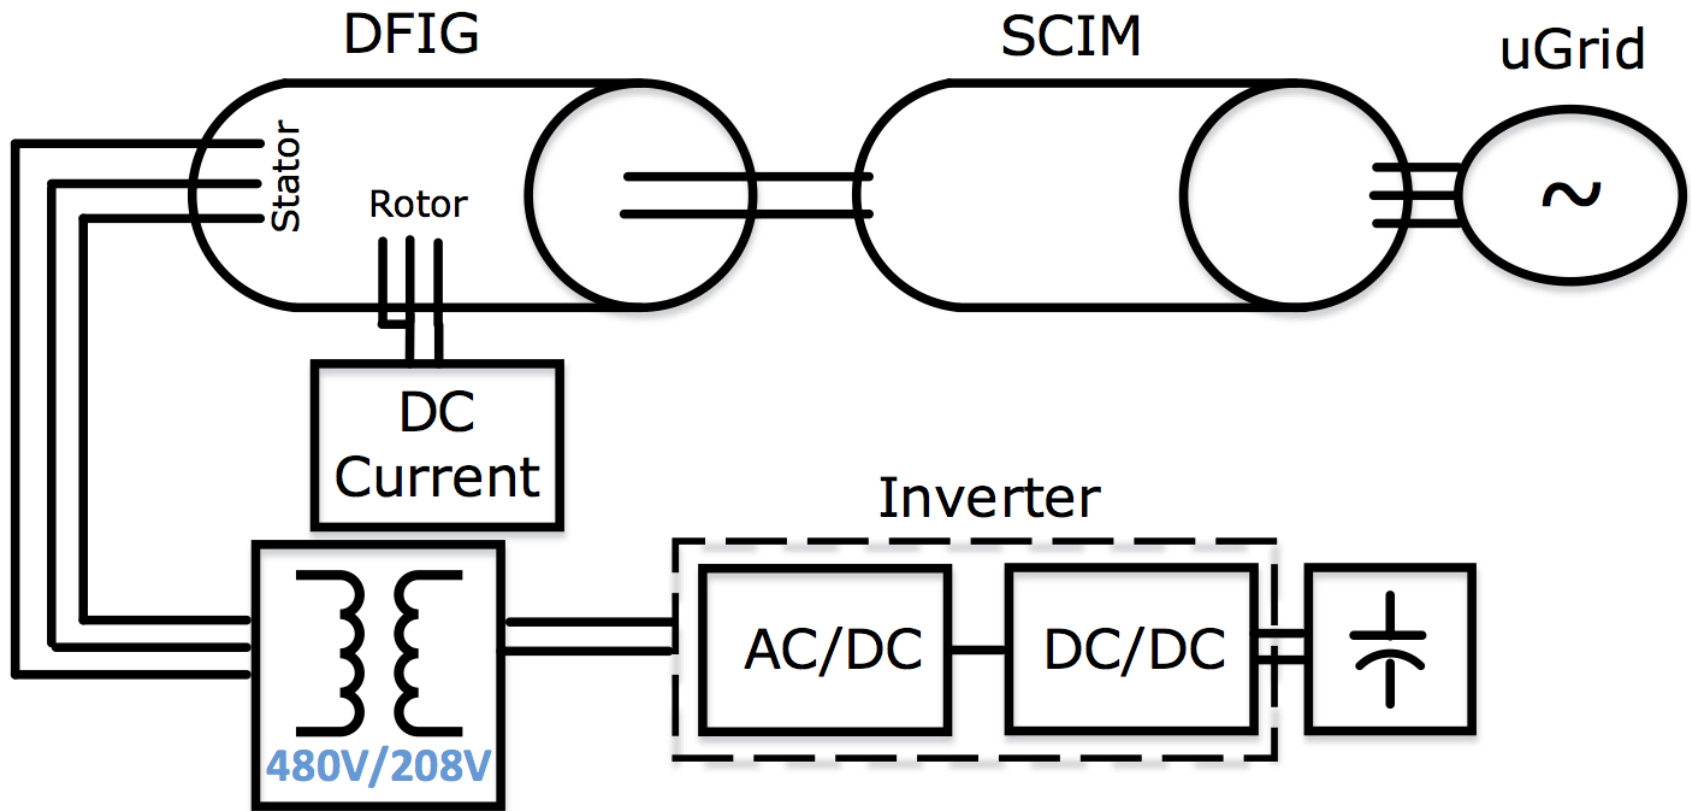 DFIG
SCIM
uGrid
Stator
Rotor
~
DC
Current
Inverter
AC/DC
DC/DC
480V/208V